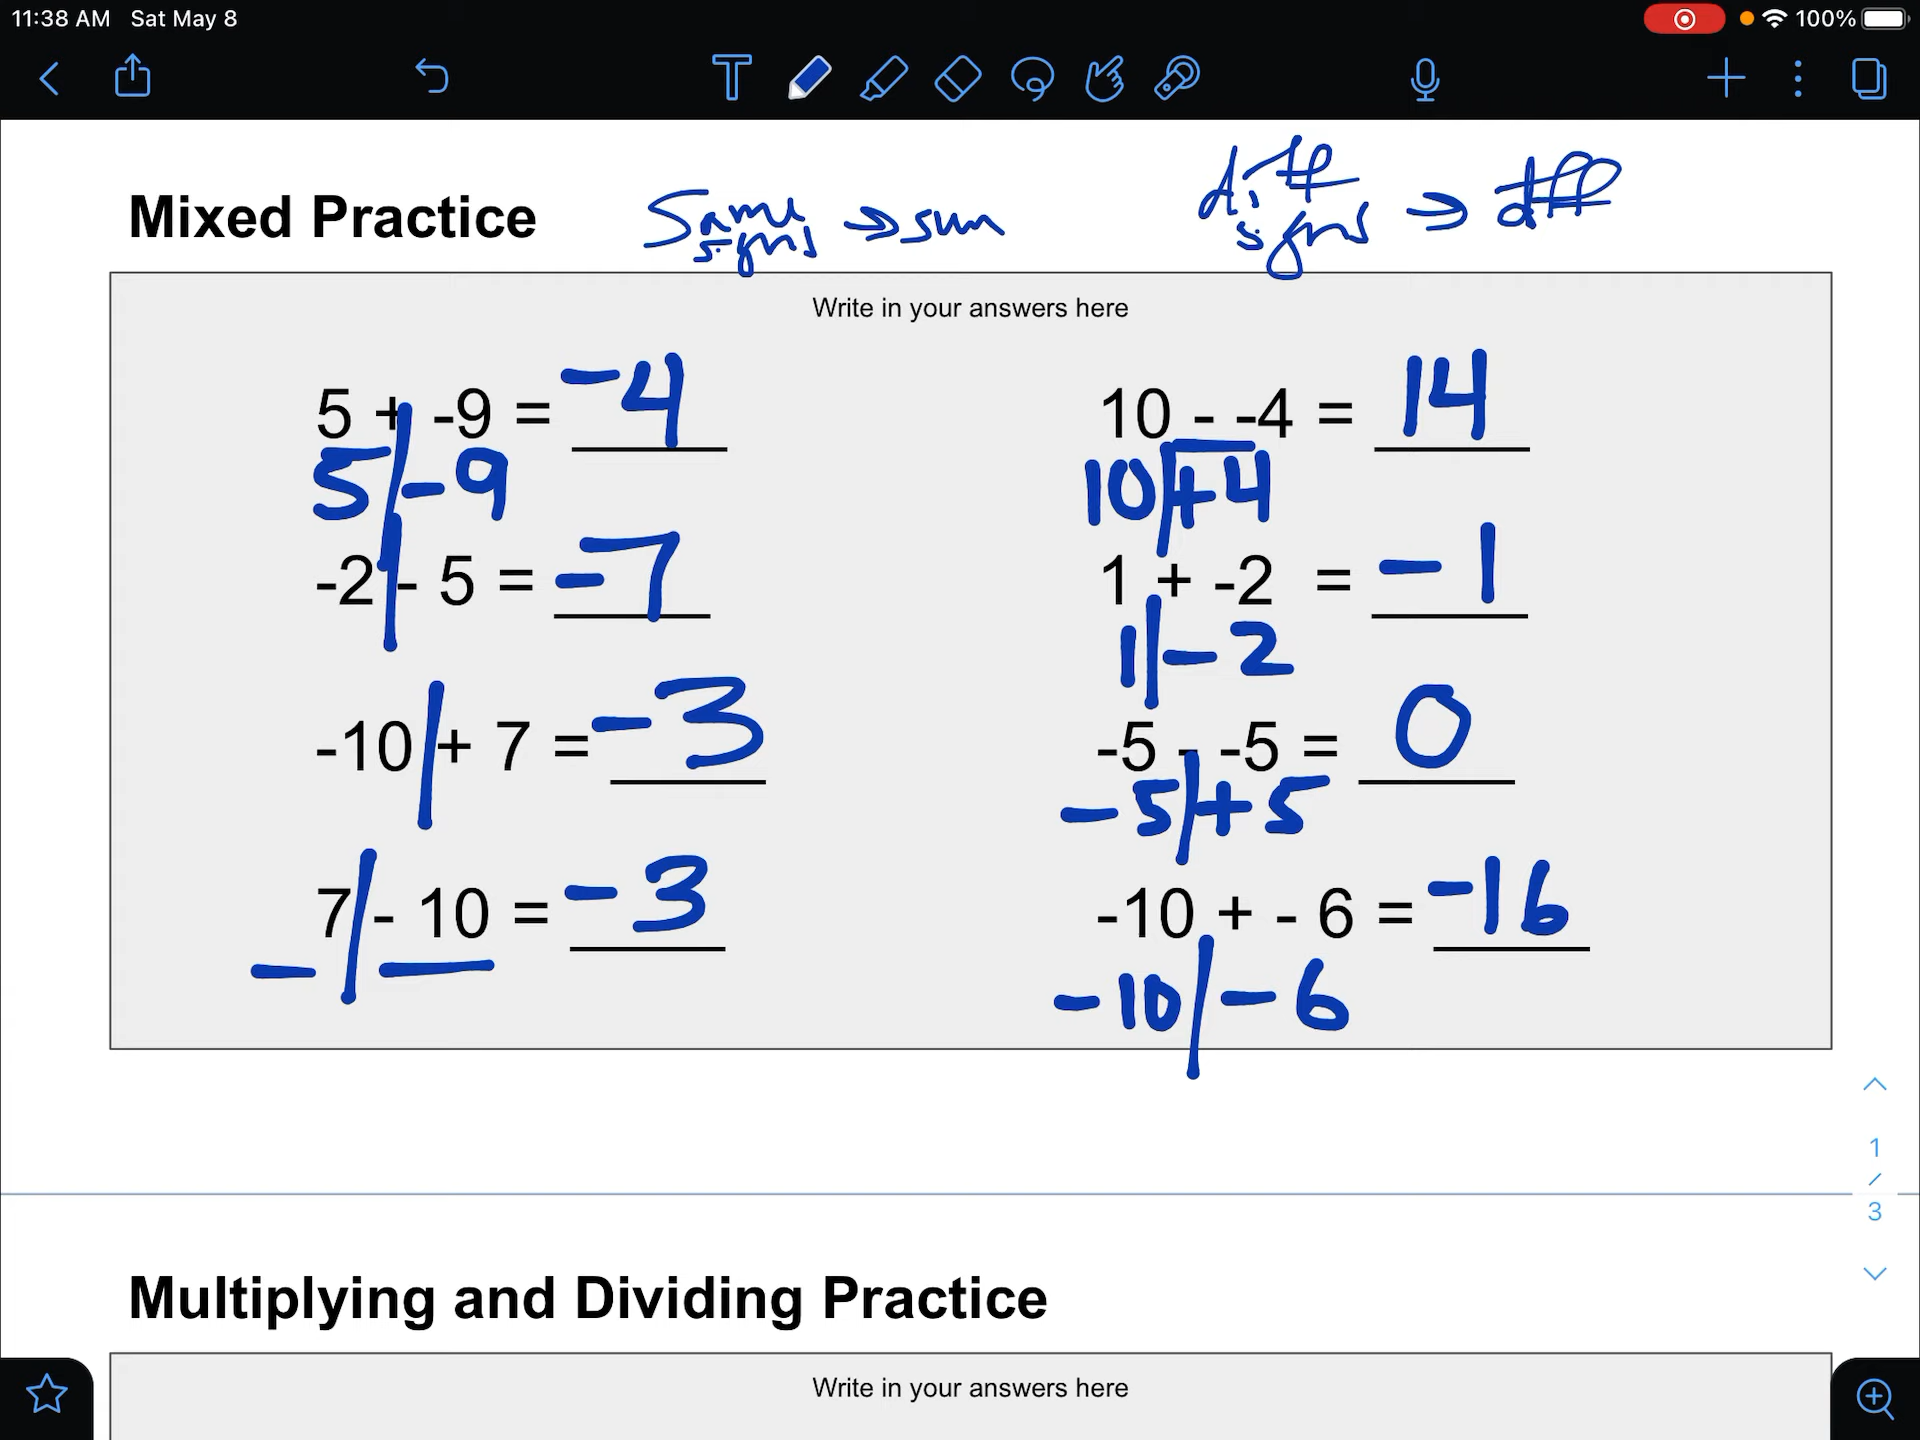 11:38 AM Sat May 8
100%
Mixed Practice
Same signs → sum
diff signs → diff
Write in your answers here
5 + -9 = -4
5 | -9
-2 - 5 = -7
-10 + 7 = -3
7 - 10 = -3
-
10 - -4 = 14
10 | +4
1 + -2 = -1
1 | -2
-5 - -5 = 0
-5 | +5
-10 + - 6 = -16
-10 | -6
1
/
3
Multiplying and Dividing Practice
Write in your answers here